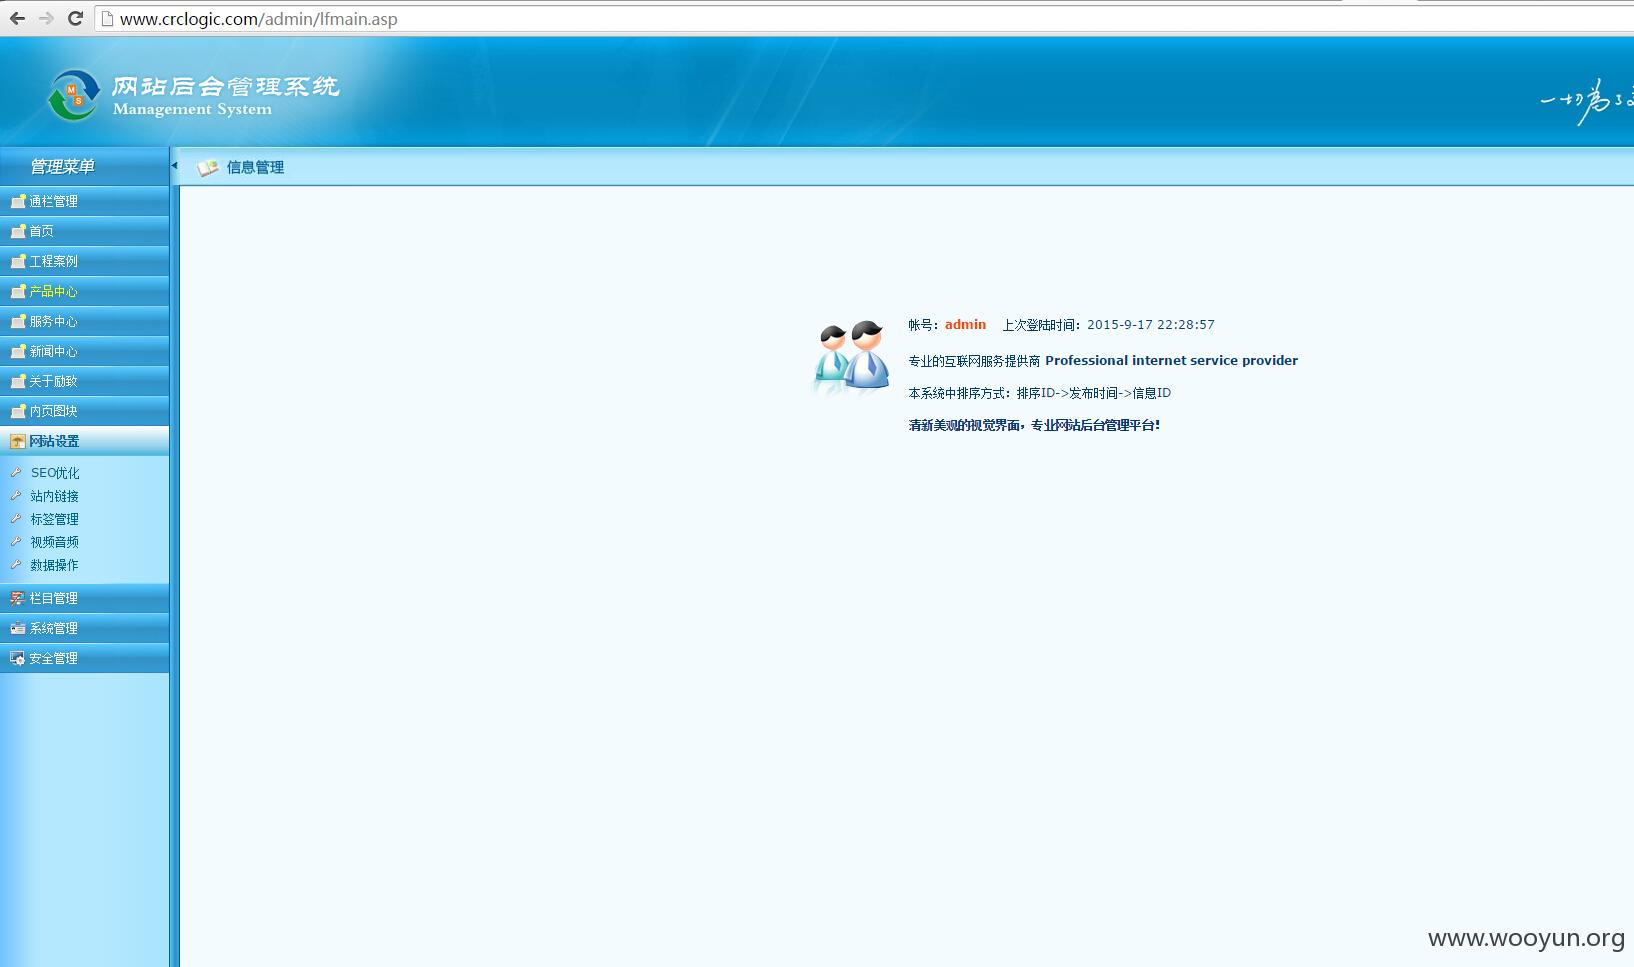 www.crclogic.com/admin/lfmain.asp
网站后台管理系统
Management System
一切為了
管理菜单
信息管理
通栏管理
首页
工程案例
产品中心
服务中心
新闻中心
关于励致
内页图块
网站设置
SEO优化
站内链接
标签管理
视频音频
数据操作
栏目管理
系统管理
安全管理
帐号：admin 上次登陆时间：2015-9-17 22:28:57
专业的互联网服务提供商 Professional internet service provider
本系统中排序方式：排序ID->发布时间->信息ID
清新美观的视觉界面，专业网站后台管理平台！
www.wooyun.org